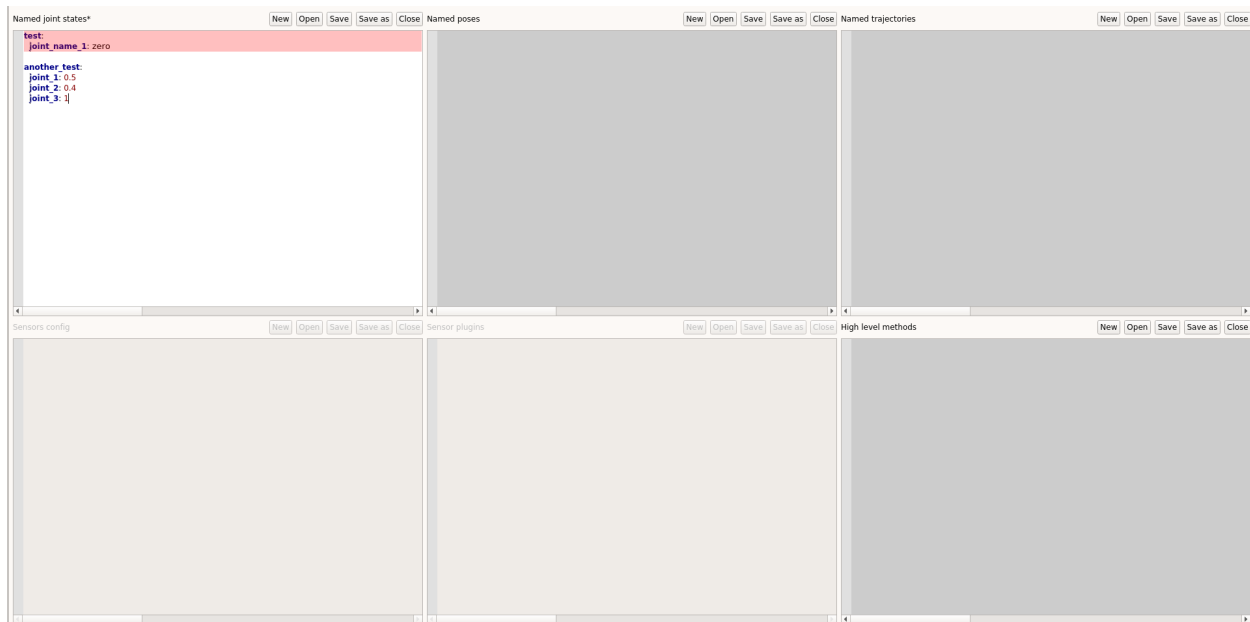 Named joint states* New Open Save Save as Close
test:
  joint_name_1: zero

another_test:
  joint_1: 0.5
  joint_2: 0.4
  joint_3: 1
Named poses New Open Save Save as Close
Named trajectories New Open Save Save as Close
Sensors config New Open Save Save as Close
Sensor plugins New Open Save Save as Close
High level methods New Open Save Save as Close